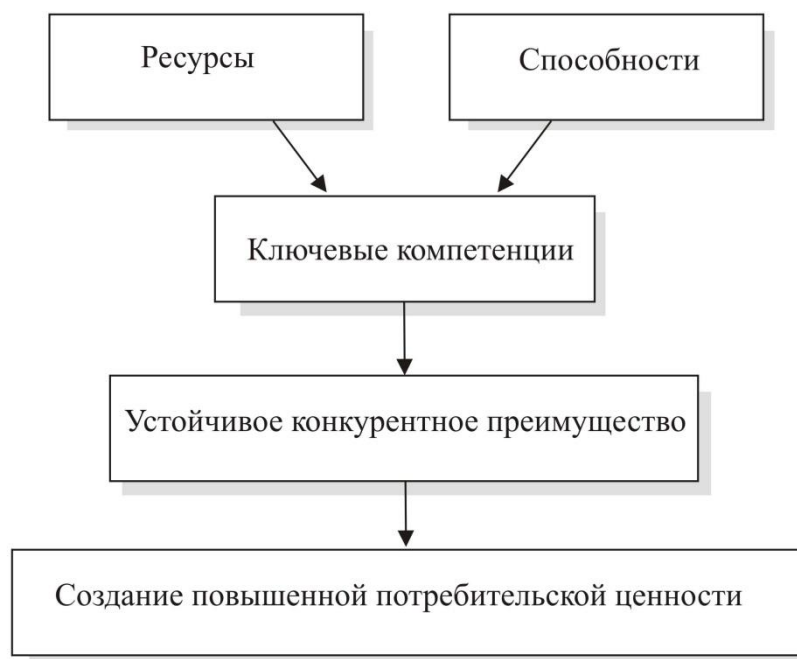 Ресурсы
Способности
Ключевые компетенции
Устойчивое конкурентное преимущество
Создание повышенной потребительской ценности